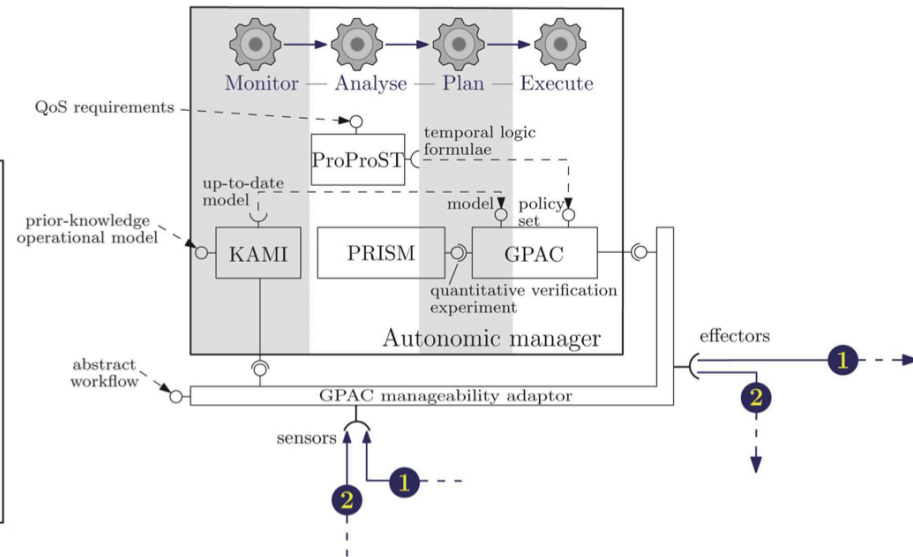 Monitor — Analyse — Plan — Execute
QoS requirements
ProProST
temporal logic
formulae
up-to-date
model
model
policy
set
prior-knowledge
operational model
KAMI
PRISM
GPAC
quantitative verification
experiment
Autonomic manager
effectors
1
2
abstract
workflow
GPAC manageability adaptor
sensors
1
2